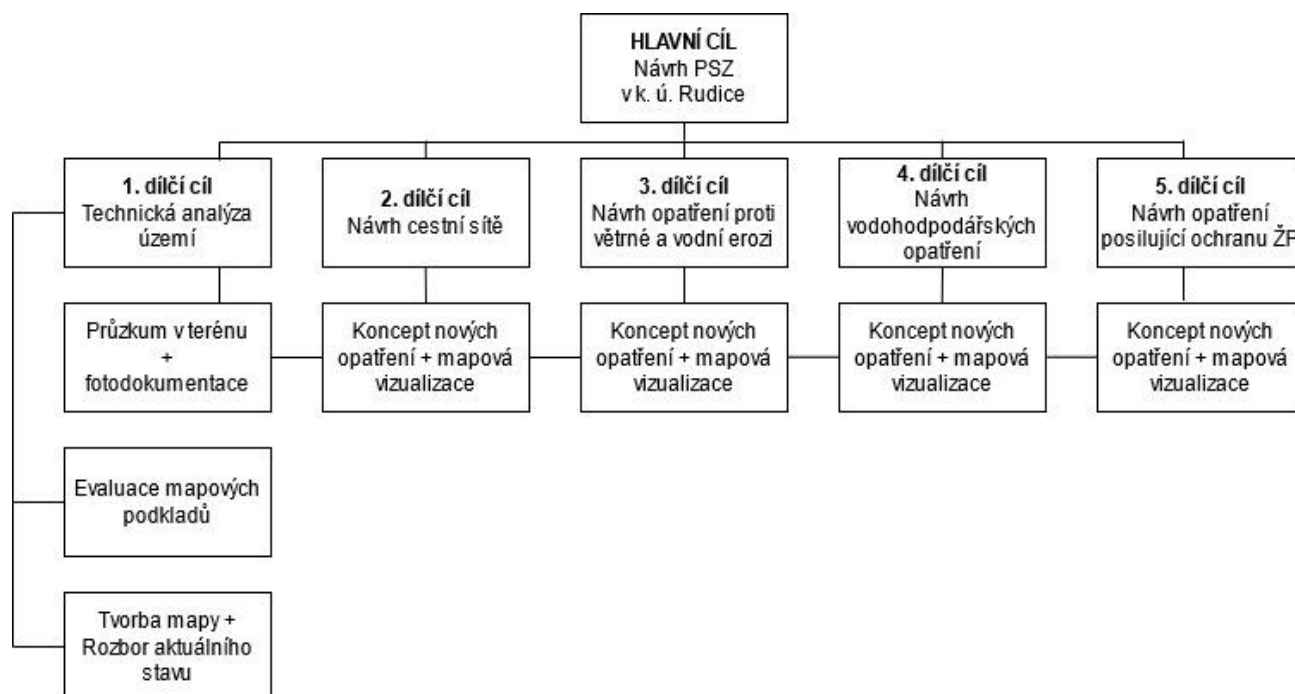 HLAVNÍ CÍL
Návrh PSZ
v k. ú. Rudice
1. dílčí cíl
Technická analýza
území
2. dílčí cíl
Návrh cestní sítě
3. dílčí cíl
Návrh opatření proti
větrné a vodní erozi
4. dílčí cíl
Návrh
vodohodpodářských
opatření
5. dílčí cíl
Návrh opatření
posilující ochranu ŽP
Průzkum v terénu
+
fotodokumentace
Koncept nových
opatření + mapová
vizualizace
Koncept nových
opatření + mapová
vizualizace
Koncept nových
opatření + mapová
vizualizace
Koncept nových
opatření + mapová
vizualizace
Evaluace mapových
podkladů
Tvorba mapy +
Rozbor aktuálního
stavu